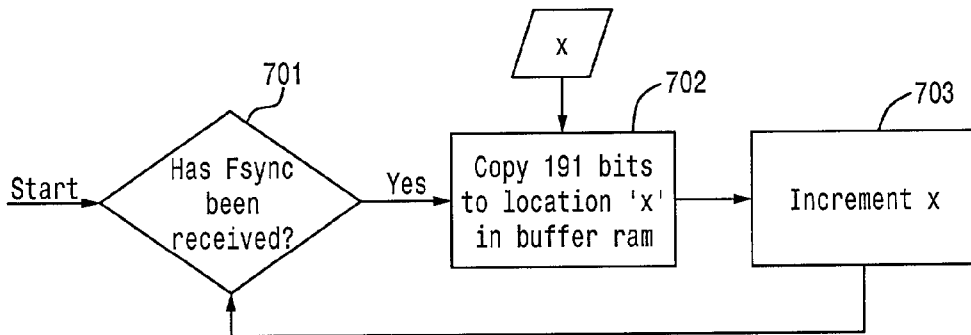 x
701
702
703
Start
Has Fsync
been
received?
Yes
Copy 191 bits
to location 'x'
in buffer ram
Increment x